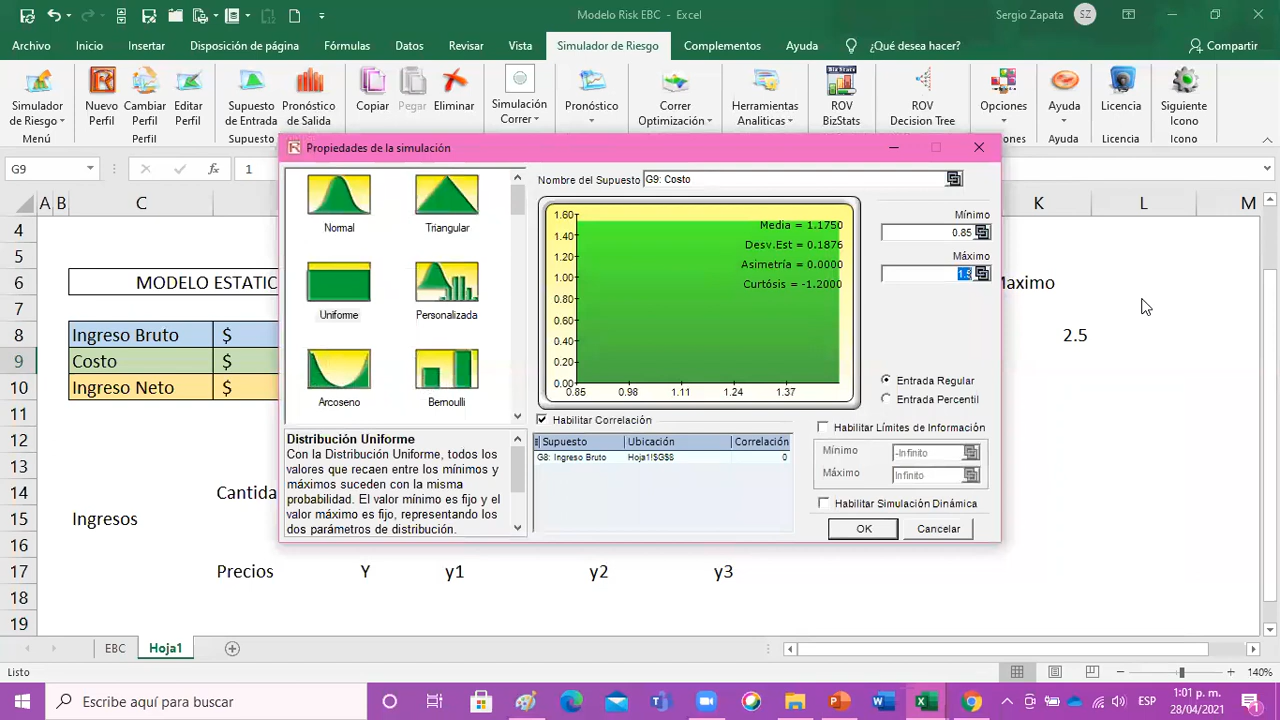 Modelo Risk EBC - Excel
Sergio Zapata
SZ
Archivo Inicio Insertar Disposición de página Fórmulas Datos Revisar Vista Simulador de Riesgo Complementos Ayuda ¿Qué desea hacer? Compartir
Simulador de Riesgo
Nuevo Perfil
Cambiar Perfil
Editar Perfil
Supuesto de Entrada
Pronóstico de Salida
Copiar
Pegar
Eliminar
Simulación Correr
Pronóstico
Correr Optimización
Herramientas Analiticas
ROV BizStats
ROV Decision Tree
Opciones
Ayuda
Licencia
Siguiente Icono
Menú Perfil Supuesto Ayuda Licencia Icono
G9
fx
1
Propiedades de la simulación
C K L M
A B
4
5
6 MODELO ESTATIC
7
8 Ingreso Bruto $ 2.5
9 Costo $
10 Ingreso Neto $
11
12
13
14
15 Ingresos
16
17 Precios Y y1 y2 y3
18
19
Normal
Triangular
Uniforme
Personalizada
Arcoseno
Bernoulli
Distribución Uniforme
Con la Distribución Uniforme, todos los
valores que recaen entre los mínimos y
máximos suceden con la misma
probabilidad. El valor mínimo es fijo y el
valor máximo es fijo, representando los
dos parámetros de distribución.
Nombre del Supuesto G9: Costo
1.60
1.40
1.20
1.00
0.80
0.60
0.40
0.20
0.00
0.85 0.98 1.11 1.24 1.37
Media = 1.1750
Desv.Est = 0.1876
Asimetría = 0.0000
Curtósis = -1.2000
Mínimo
0.85
Máximo
1.5
Entrada Regular
Entrada Percentil
Habilitar Correlación
Supuesto Ubicación Correlación
G8: Ingreso Bruto Hoja1!$G$8 0
Habilitar Límites de Información
Mínimo -Infinito
Máximo Infinito
Habilitar Simulación Dinámica
OK Cancelar
EBC Hoja1
Listo
140%
Escribe aquí para buscar
ESP
1:01 p. m.
28/04/2021
1